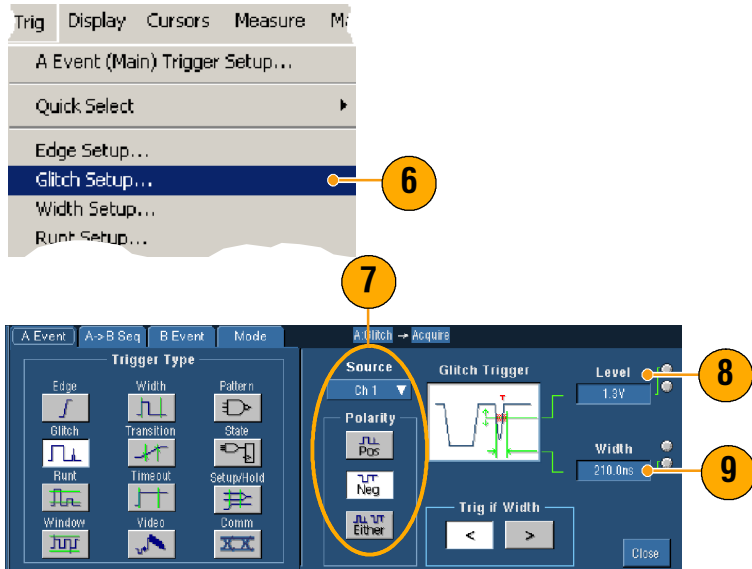 Trig Display Cursors Measure
A Event (Main) Trigger Setup...
Quick Select
Edge Setup...
Glitch Setup...
6
Width Setup...
Runt Setup...
7
A Event A->B Seq B Event Mode
A:Glitch → Acquire
Trigger Type
Edge Width Pattern
Glitch Transition State
Runt Timeout Setup/Hold
Window Video Comm
Source
Ch 1
Polarity
Pos
Neg
Either
Glitch Trigger
T
Level
8
1.3V
Width
9
210.0ns
Trig if Width
< >
Close